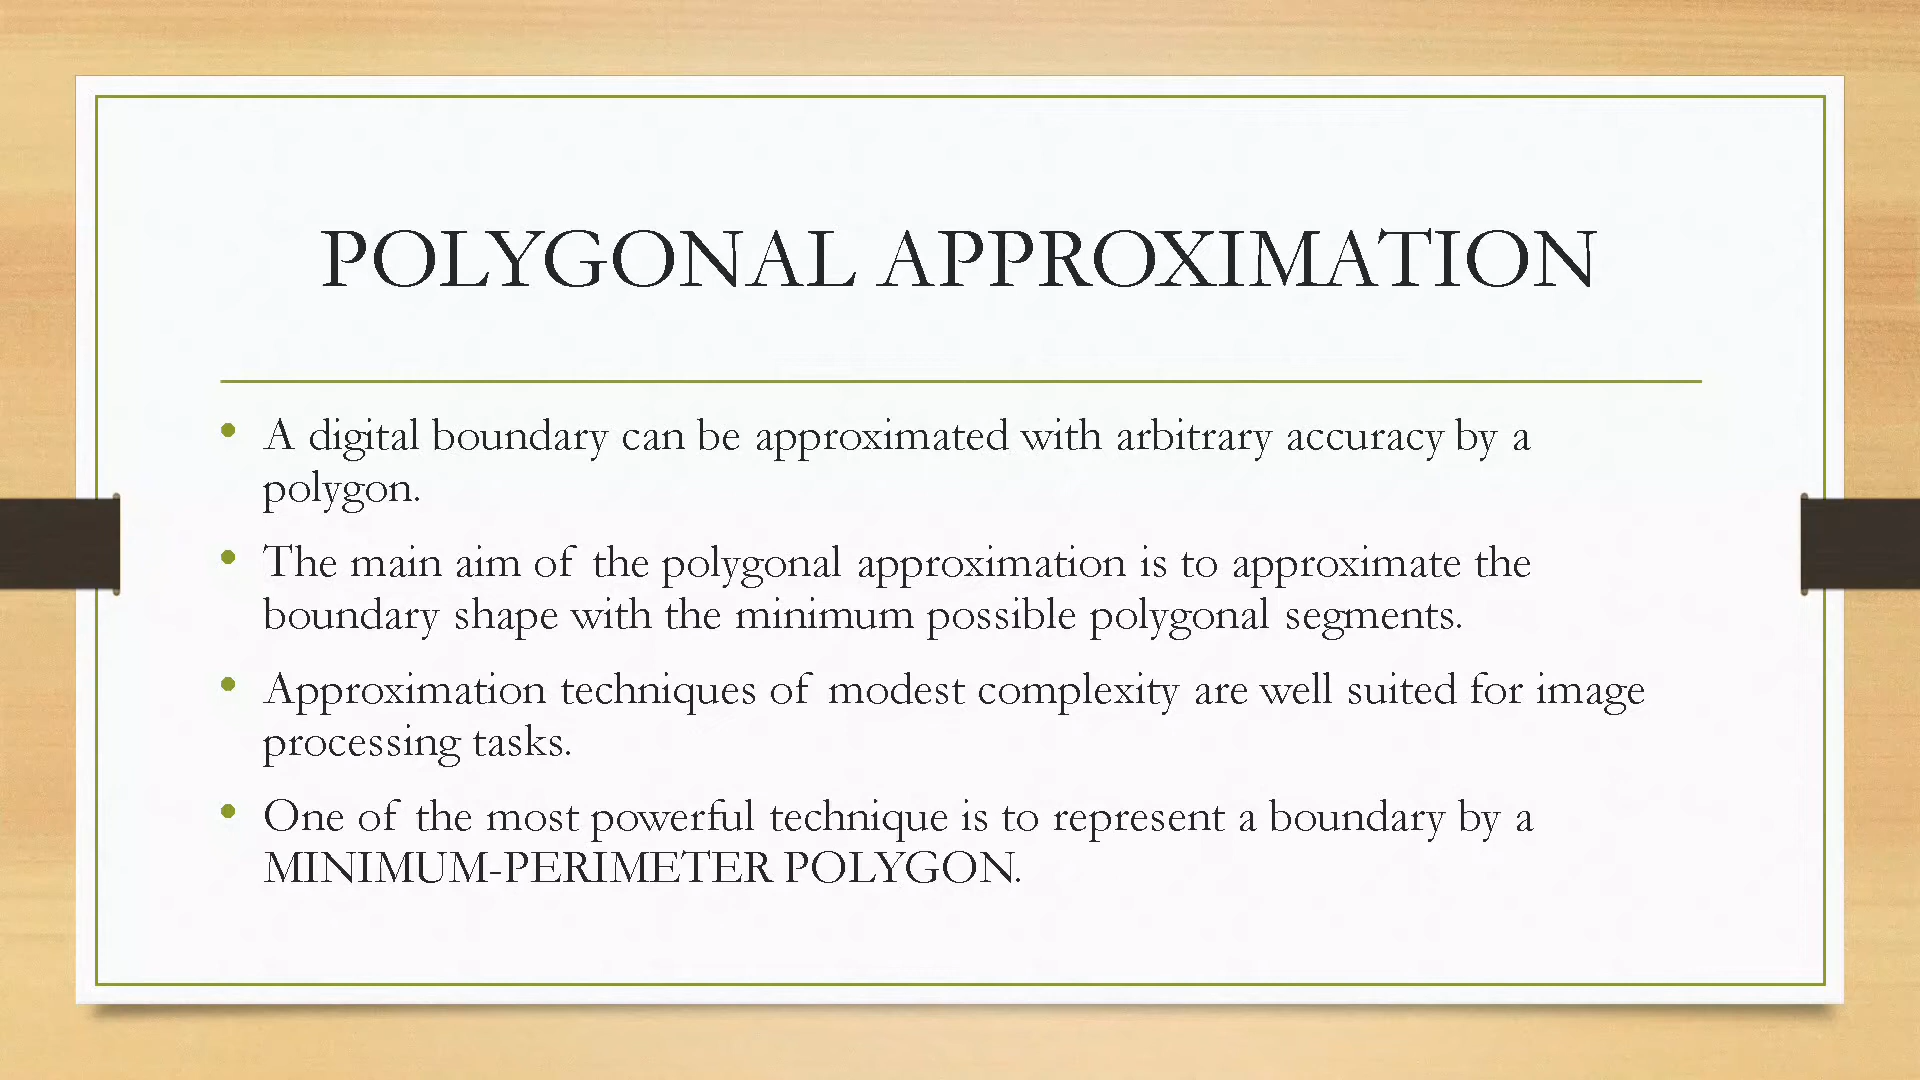 POLYGONAL APPROXIMATION
• A digital boundary can be approximated with arbitrary accuracy by a
polygon.
• The main aim of the polygonal approximation is to approximate the
boundary shape with the minimum possible polygonal segments.
• Approximation techniques of modest complexity are well suited for image
processing tasks.
• One of the most powerful technique is to represent a boundary by a
MINIMUM-PERIMETER POLYGON.